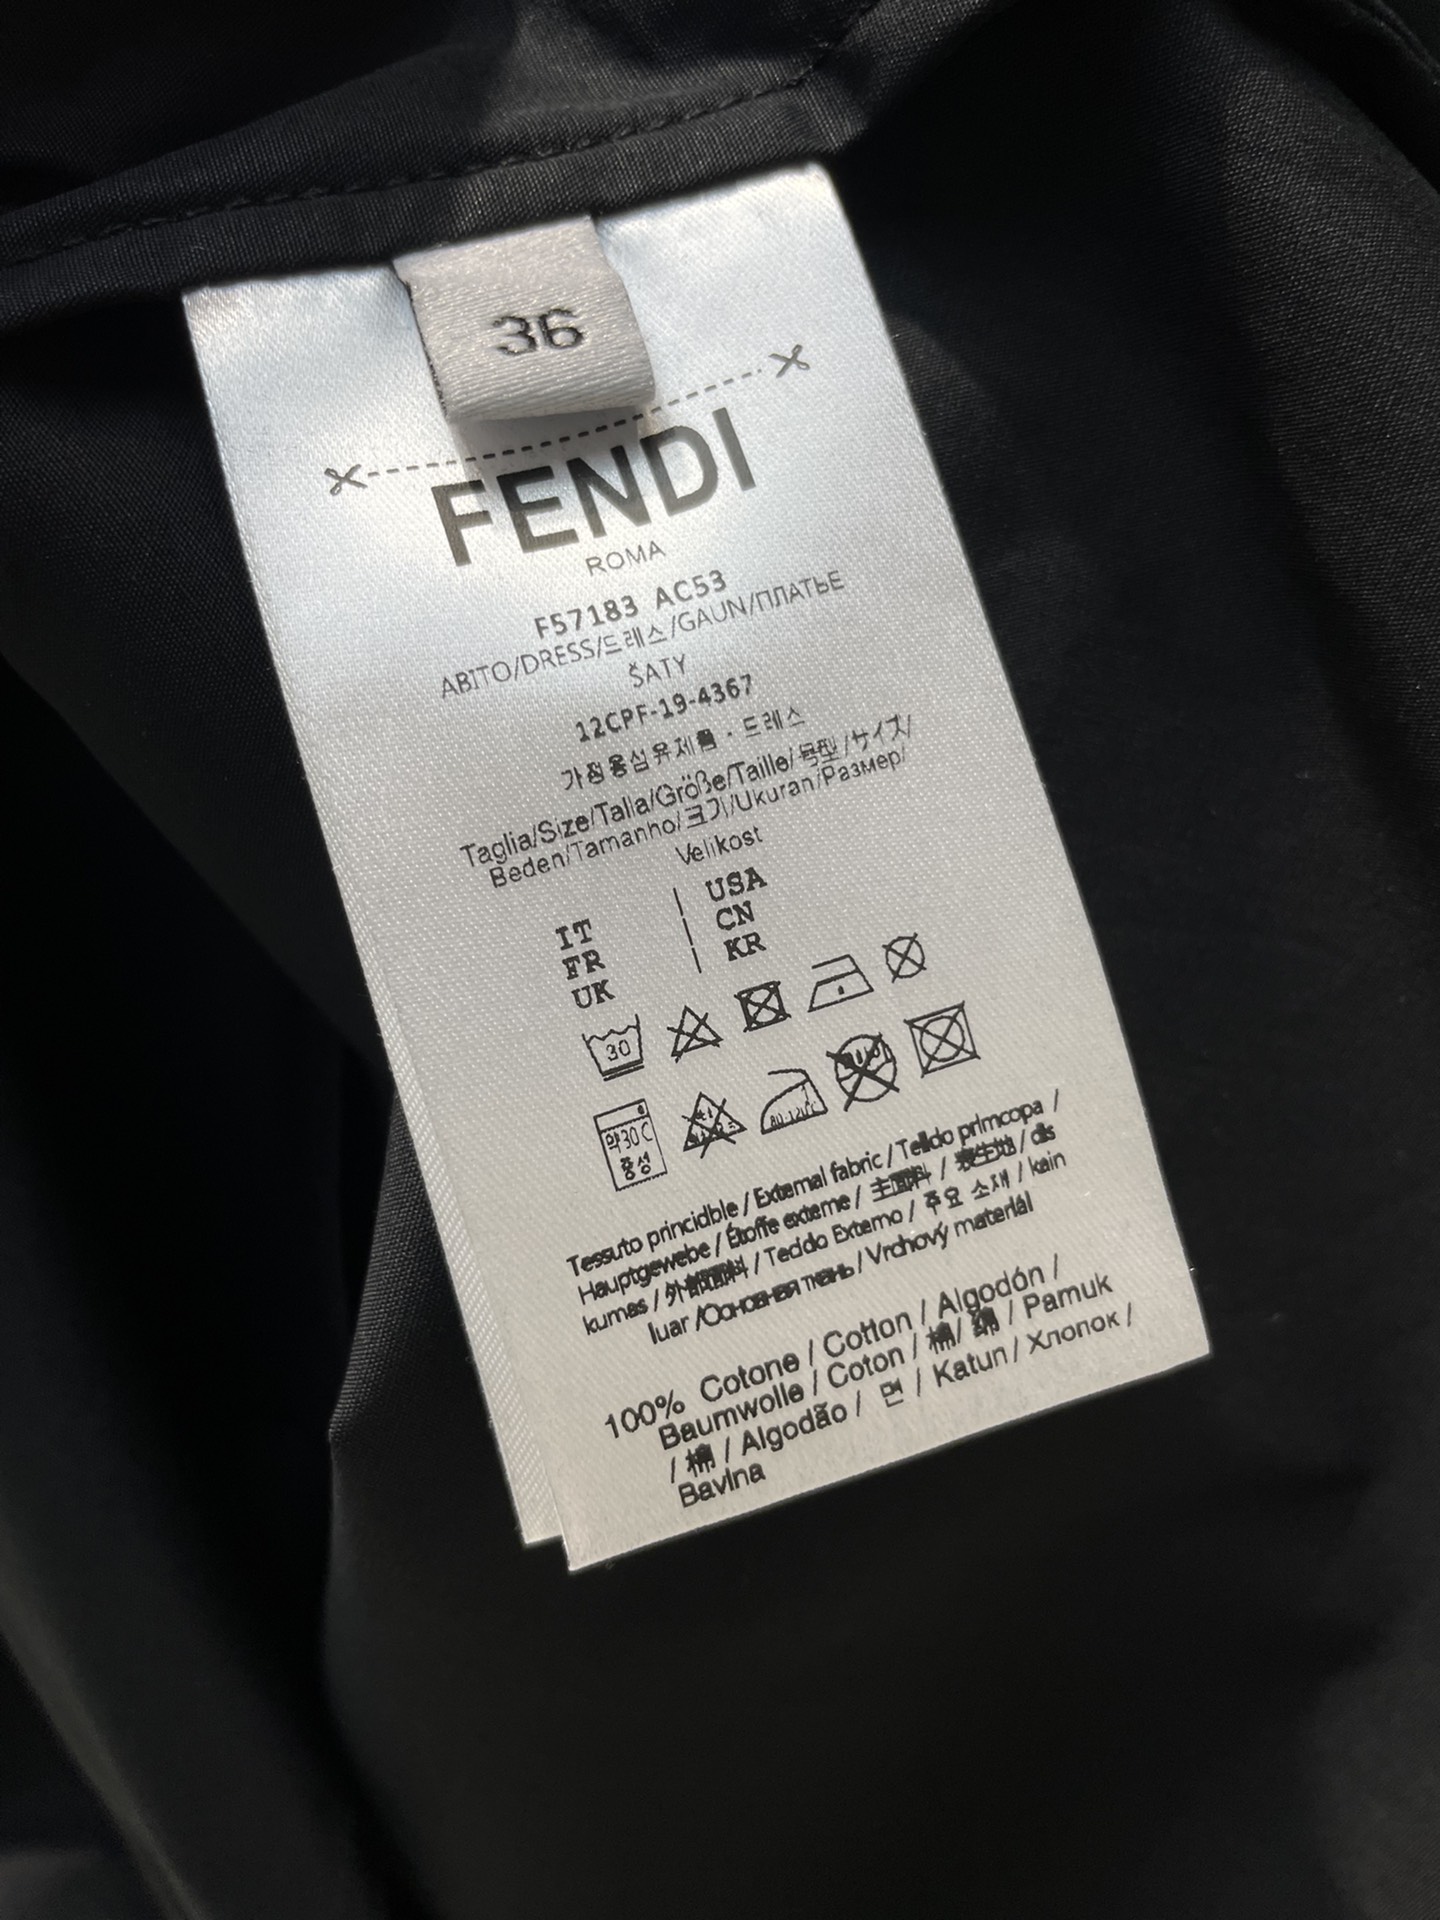 36
FENDI
ROMA
F57183 AC53
ABITO/DRESS/드레스/GAUN/ПЛАТЬЕ
ŠATY
12CPF-19-4367
가정용섬유제품 · 드레스
Taglia/Size/Talla/Größe/Taille/号型/サイズ/
Beden/Tamanho/크기/Ukuran/Размер/
Velikost
IT | USA
FR | CN
UK | KR
30
약30℃
중성
Tessuto princidble / External fabric / Teildo prImcopa /
Hauptgewebe / Étoffe externe / 主面料 / 表生地 / dis
kumas / 外部面料 / Teddo Externo / 주요 소재 / kain
luar / Основная ткань / Vrchový materlál
100% Cotone / Cotton / Algodón /
Baumwolle / Coton / 棉 / 綿 / Pamuk
/ 棉 / Algodão / 면 / Katun / Хлопок /
Bavlna